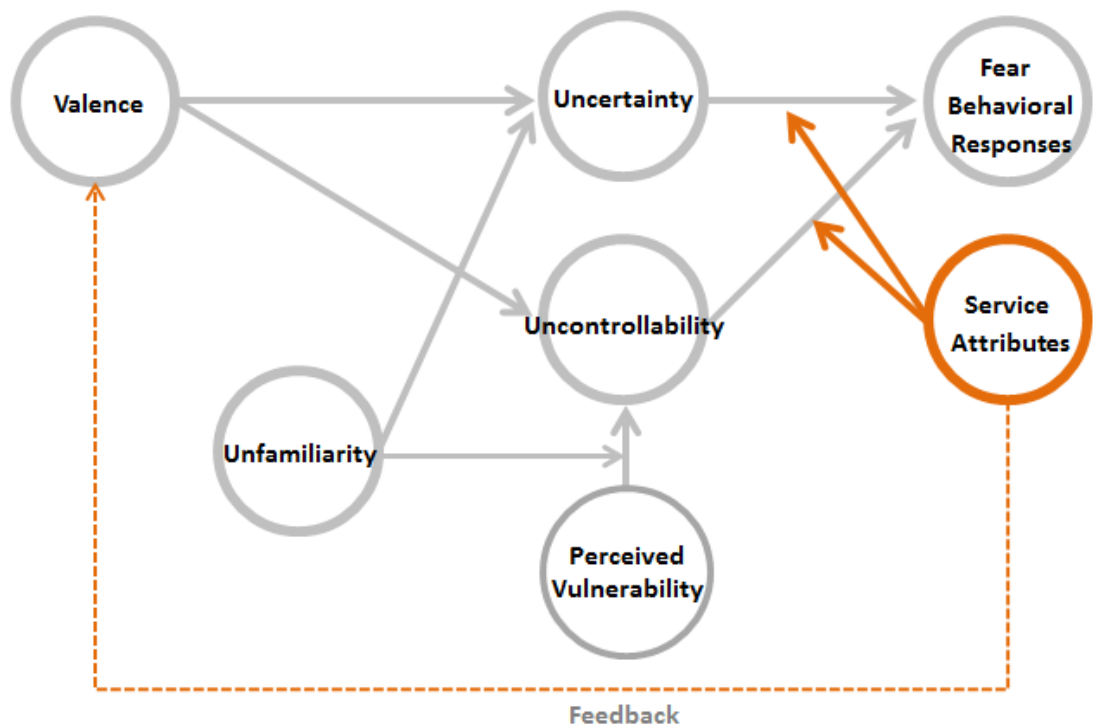 Valence
Uncertainty
Fear
Behavioral
Responses
Uncontrollability
Service
Attributes
Unfamiliarity
Perceived
Vulnerability
Feedback